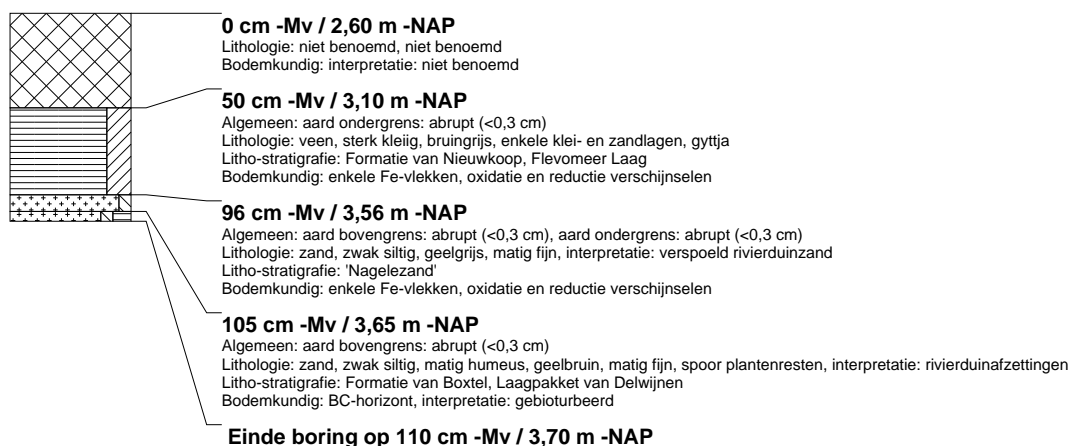 0 cm -Mv / 2,60 m -NAP
Lithologie: niet benoemd, niet benoemd
Bodemkundig: interpretatie: niet benoemd
50 cm -Mv / 3,10 m -NAP
Algemeen: aard ondergrens: abrupt (<0,3 cm)
Lithologie: veen, sterk kleiig, bruingrijs, enkele klei- en zandlagen, gyttja
Litho-stratigrafie: Formatie van Nieuwkoop, Flevomeer Laag
Bodemkundig: enkele Fe-vlekken, oxidatie en reductie verschijnselen
96 cm -Mv / 3,56 m -NAP
Algemeen: aard bovengrens: abrupt (<0,3 cm), aard ondergrens: abrupt (<0,3 cm)
Lithologie: zand, zwak siltig, geelgrijs, matig fijn, interpretatie: verspoeld rivierduinzand
Litho-stratigrafie: 'Nagelezand'
Bodemkundig: enkele Fe-vlekken, oxidatie en reductie verschijnselen
105 cm -Mv / 3,65 m -NAP
Algemeen: aard bovengrens: abrupt (<0,3 cm)
Lithologie: zand, zwak siltig, matig humeus, geelbruin, matig fijn, spoor plantenresten, interpretatie: rivierduinafzettingen
Litho-stratigrafie: Formatie van Boxtel, Laagpakket van Delwijnen
Bodemkundig: BC-horizont, interpretatie: gebioturbeerd
Einde boring op 110 cm -Mv / 3,70 m -NAP